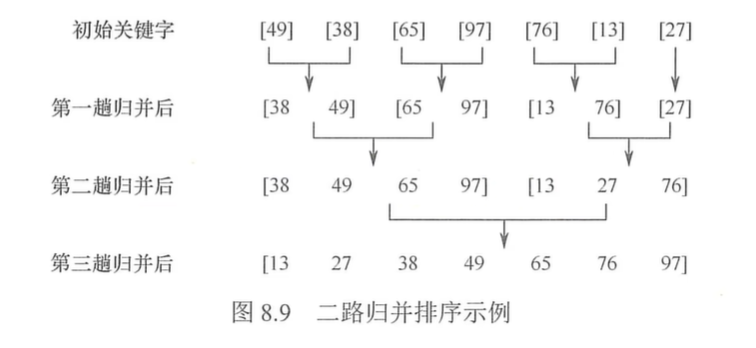 初始关键字 [49] [38] [65] [97] [76] [13] [27]
第一趟归并后 [38 49] [65 97] [13 76] [27]
第二趟归并后 [38 49 65 97] [13 27 76]
第三趟归并后 [13 27 38 49 65 76 97]
图 8.9 二路归并排序示例